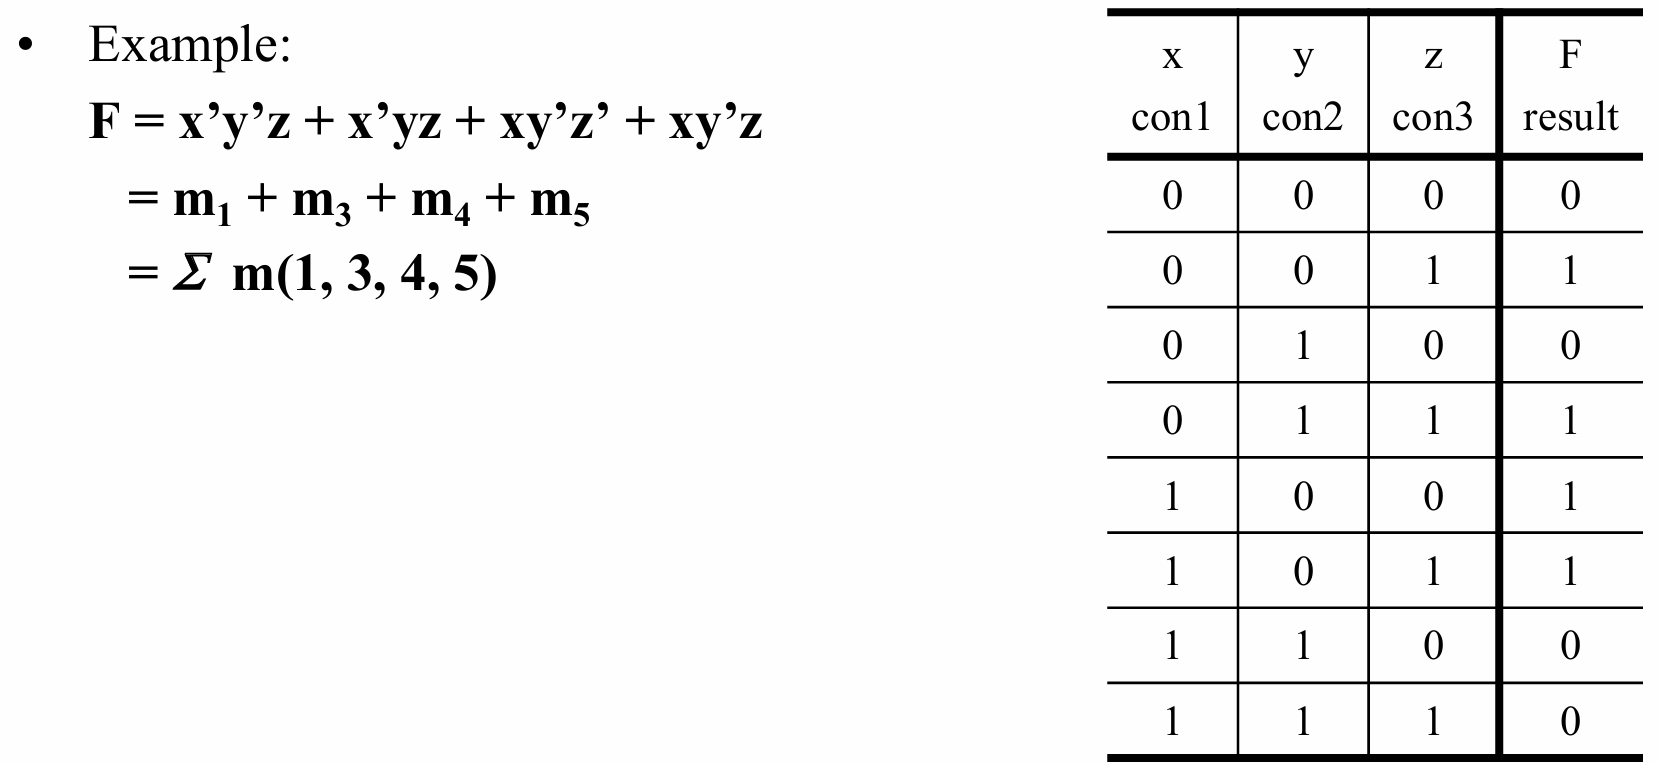 • Example:
F = x’y’z + x’yz + xy’z’ + xy’z
= m₁ + m₃ + m₄ + m₅
= Σ m(1, 3, 4, 5)
x y z F
con1 con2 con3 result
0 0 0 0
0 0 1 1
0 1 0 0
0 1 1 1
1 0 0 1
1 0 1 1
1 1 0 0
1 1 1 0